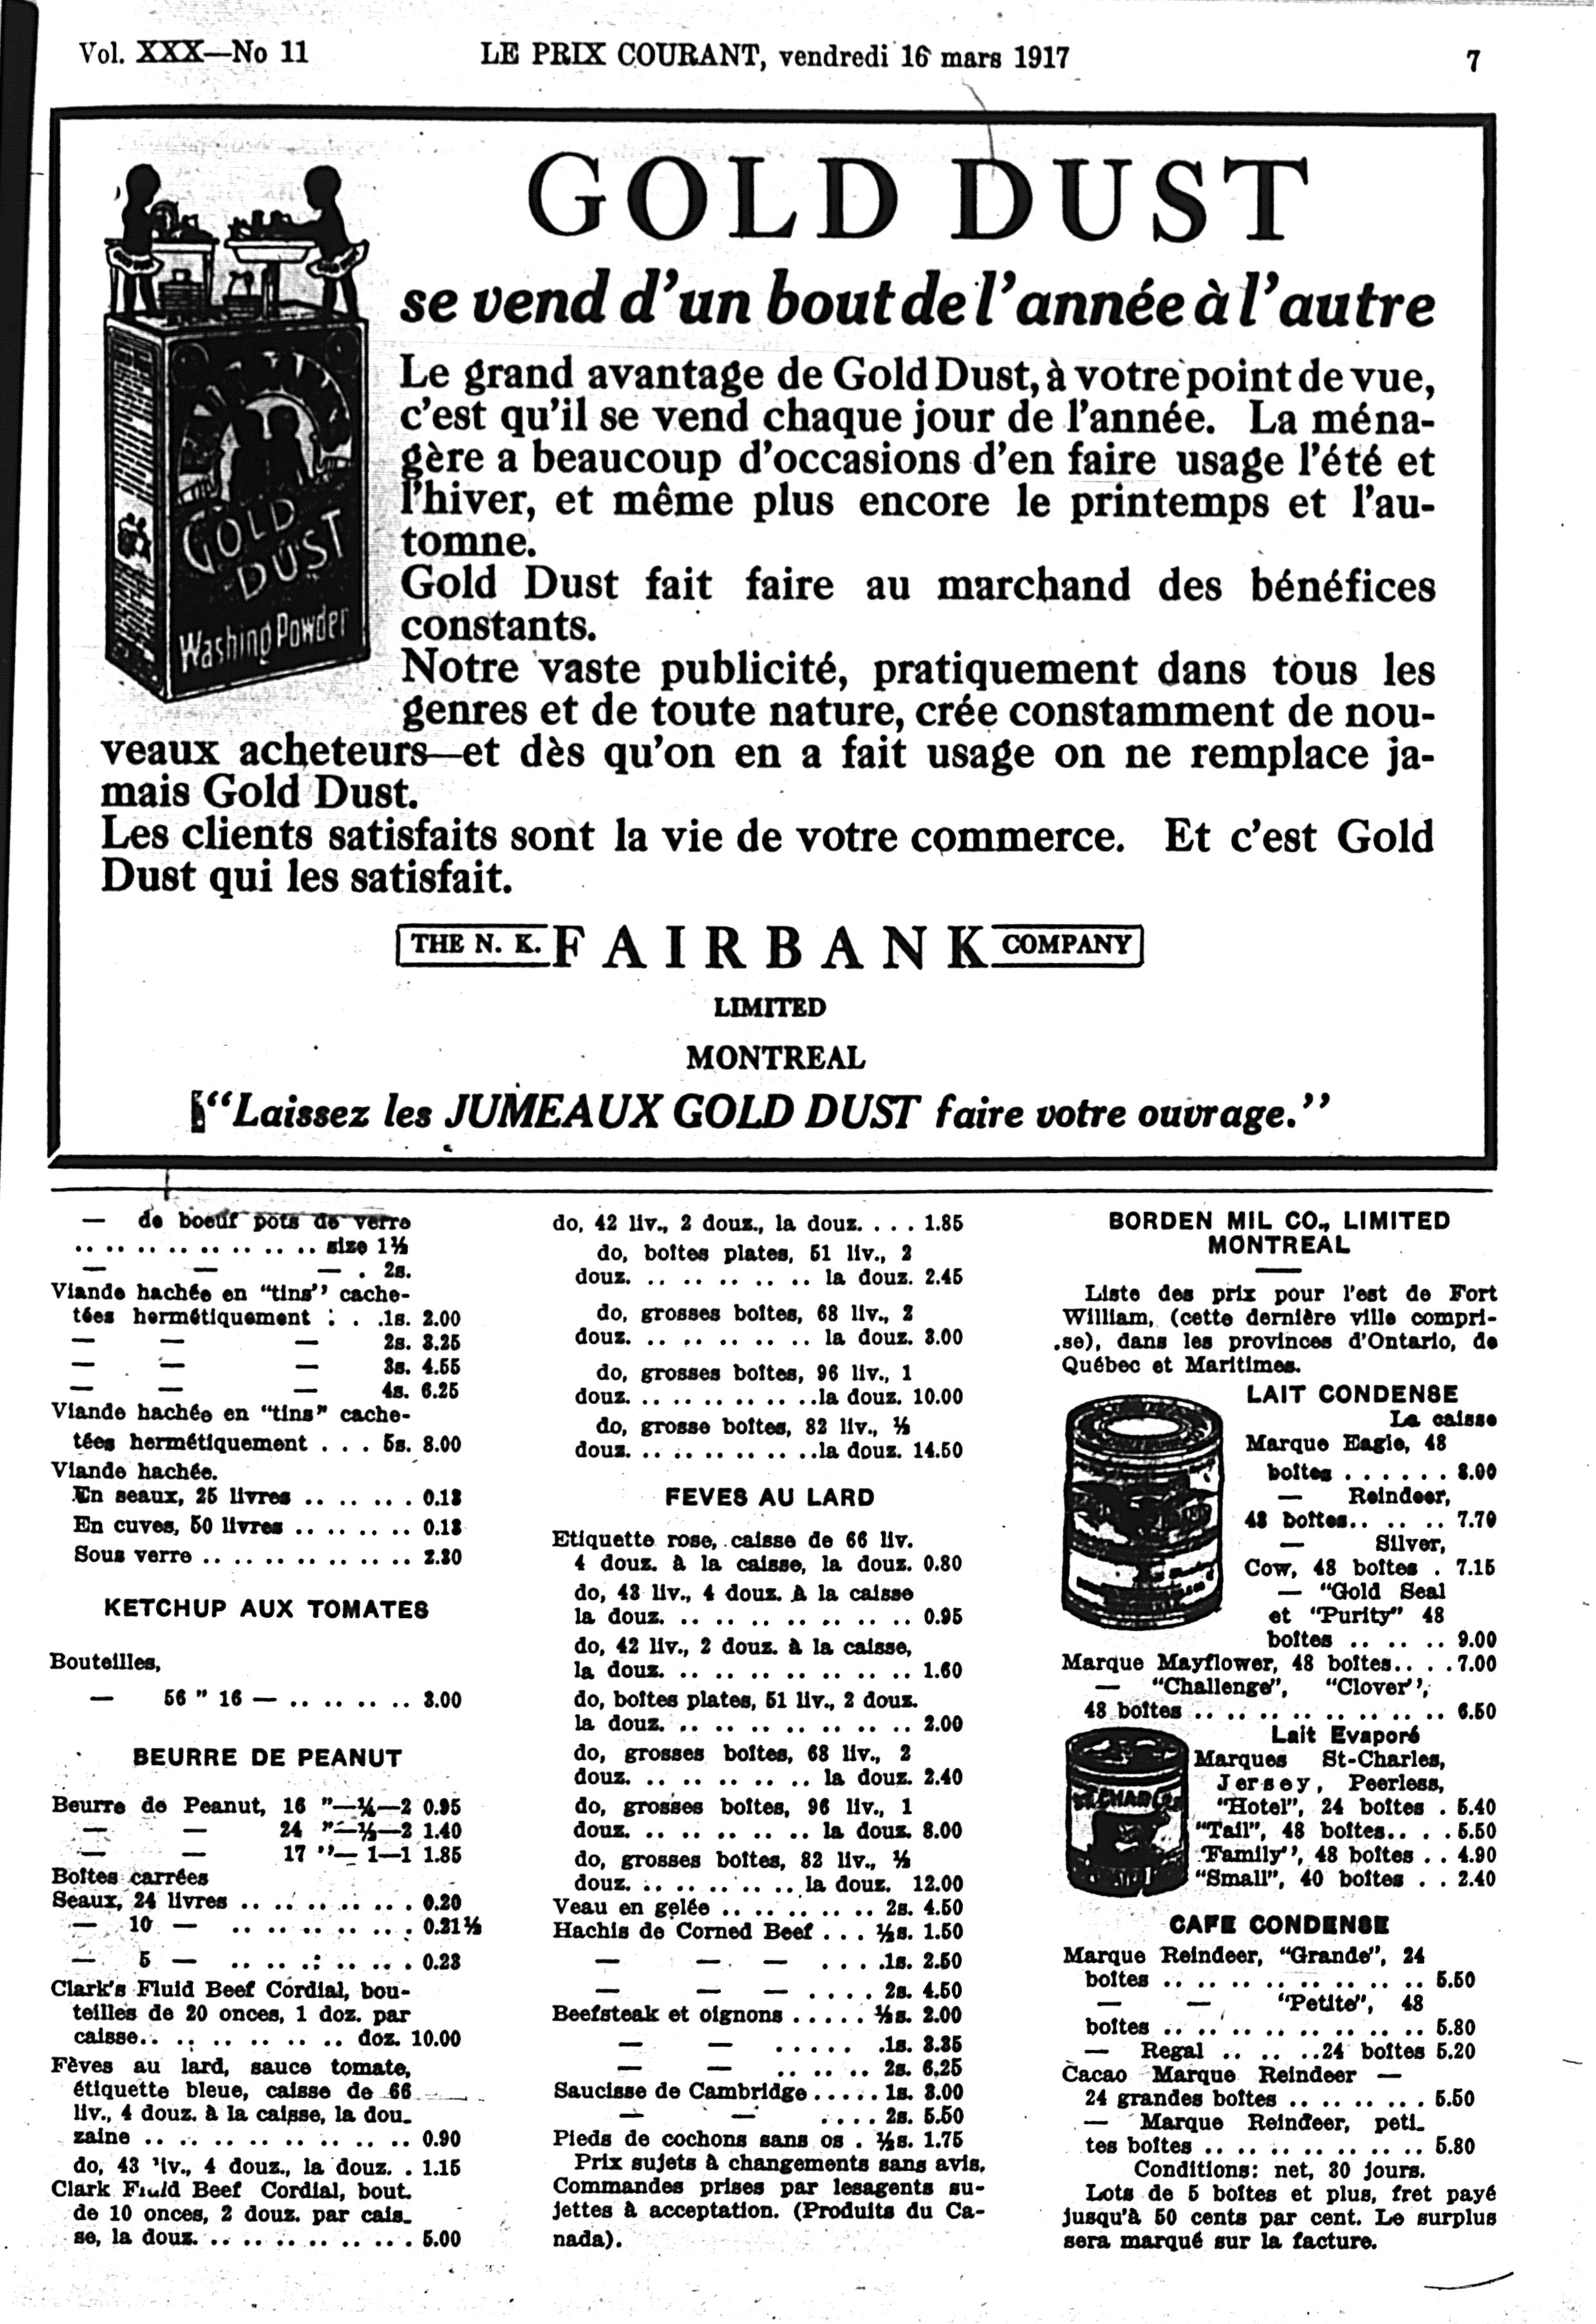 Vol. XXX—No 11
LE PRIX COURANT, vendredi 16 mars 1917
7
GOLD DUST
se vend d'un bout de l'année à l'autre
GOLD
DUST
Washing Powder
Le grand avantage de Gold Dust, à votre point de vue,
c'est qu'il se vend chaque jour de l'année. La ména-
gère a beaucoup d'occasions d'en faire usage l'été et
l'hiver, et même plus encore le printemps et l'au-
tomne.
Gold Dust fait faire au marchand des bénéfices
constants.
Notre vaste publicité, pratiquement dans tous les
genres et de toute nature, crée constamment de nou-
veaux acheteurs—et dès qu'on en a fait usage on ne remplace ja-
mais Gold Dust.
Les clients satisfaits sont la vie de votre commerce. Et c'est Gold
Dust qui les satisfait.
THE N. K. FAIRBANK COMPANY
LIMITED
MONTREAL
"Laissez les JUMEAUX GOLD DUST faire votre ouvrage."
— de boeuf pots de verre
.. .. .. .. .. .. .. .. .. .. size 1½
— — — . 2s.
Viande hachée en "tins'' cache-
tées hermétiquement : . .1s. 2.00
— — — 2s. 3.25
— — — 3s. 4.55
— — — 4s. 6.25
Viande hachée en "tins" cache-
tées hermétiquement . . . 5s. 8.00
Viande hachée.
En seaux, 25 livres .. .. .. . 0.18
En cuves, 50 livres .. .. .. .. 0.18
Sous verre .. .. .. .. .. .. .. 2.80
KETCHUP AUX TOMATES
Bouteilles,
— 56 " 16 — .. .. .. .. 3.00
BEURRE DE PEANUT
Beurre de Peanut, 16 "—¼—2 0.95
— — 24 "—½—2 1.40
— — 17 ''— 1—1 1.85
Boîtes carrées
Seaux, 24 livres .. .. .. .. .. . 0.20
— 10 — .. .. .. .. .. . 0.21½
— 5 — .. .. .: .. .. . 0.23
Clark's Fluid Beef Cordial, bou-
teilles de 20 onces, 1 doz. par
caisse.. .. .. .. .. .. .. doz. 10.00
Fèves au lard, sauce tomate,
étiquette bleue, caisse de 66
liv., 4 douz. à la caisse, la dou-
zaine .. .. .. .. .. .. .. .. .. 0.90
do, 43 'iv., 4 douz., la douz. . 1.15
Clark Fluid Beef Cordial, bout.
de 10 onces, 2 douz. par cais-
se, la douz. .. .. .. .. .. .. . 5.00
do, 42 liv., 2 douz., la douz. . . . 1.85
do, boîtes plates, 51 liv., 2
douz. .. .. .. .. .. .. la douz. 2.45
do, grosses boîtes, 68 liv., 2
douz. .. .. .. .. .. .. la douz. 3.00
do, grosses boîtes, 96 liv., 1
douz. .. .. .. .. .. ..la douz. 10.00
do, grosse boîtes, 82 liv., ½
douz. .. .. .. .. .. ..la douz. 14.50
FEVES AU LARD
Etiquette rose, caisse de 66 liv.
4 douz. à la caisse, la douz. 0.80
do, 43 liv., 4 douz. à la caisse
la douz. .. .. .. .. .. .. .. .. 0.95
do, 42 liv., 2 douz. à la caisse,
la douz. .. .. .. .. .. .. .. .. 1.60
do, boîtes plates, 51 liv., 2 douz.
la douz. .. .. .. .. .. .. .. .. 2.00
do, grosses boîtes, 68 liv., 2
douz. .. .. .. .. .. .. la douz. 2.40
do, grosses boîtes, 96 liv., 1
douz. .. .. .. .. .. .. la douz. 8.00
do, grosses boîtes, 82 liv., ½
douz. .. .. .. .. .. .. la douz. 12.00
Veau en gelée .. .. .. .. .. 2s. 4.50
Hachis de Corned Beef . . . ½s. 1.50
— — — . . . .1s. 2.50
— — — . . . . 2s. 4.50
Beefsteak et oignons . . . . . ½s. 2.00
— — . . . . . .1s. 3.35
— — .. .. .. .. 2s. 6.25
Saucisse de Cambridge . . . . . 1s. 3.00
— — . . . . 2s. 5.50
Pieds de cochons sans os . ½s. 1.75
Prix sujets à changements sans avis.
Commandes prises par lesagents su-
jettes à acceptation. (Produits du Ca-
nada).
BORDEN MIL CO., LIMITED
MONTREAL
Liste des prix pour l'est de Fort
William, (cette dernière ville compri-
.se), dans les provinces d'Ontario, de
Québec et Maritimes.
LAIT CONDENSE
La caisse
Marque Eagle, 48
boîtes . . . . . . 8.00
— Reindeer,
48 boîtes.. .. .. 7.70
— Silver,
Cow, 48 boîtes . 7.15
— "Gold Seal
et "Purity" 48
boîtes .. .. .. 9.00
Marque Mayflower, 48 boîtes.. . .7.00
— "Challenge", "Clover'',
48 boîtes .. .. .. .. .. .. .. .. .. 6.50
Lait Evaporé
Marques St-Charles,
Jersey, Peerless,
"Hotel", 24 boîtes . 5.40
"Tall", 48 boîtes.. . .5.50
'Family'', 48 boîtes . . 4.90
"Small", 40 boîtes . . 2.40
CAFE CONDENSE
Marque Reindeer, "Grande", 24
boîtes .. .. .. .. .. .. .. .. .. 5.50
— — "Petite", 48
boîtes .. .. .. .. .. .. .. .. .. 5.80
— Regal .. .. ..24 boîtes 5.20
Cacao Marque Reindeer —
24 grandes boîtes .. .. .. .. 5.50
— Marque Reindeer, peti-
tes boîtes .. .. .. .. .. .. .. .. 5.80
Conditions: net, 30 jours.
Lots de 5 boîtes et plus, fret payé
jusqu'à 50 cents par cent. Le surplus
sera marqué sur la facture.